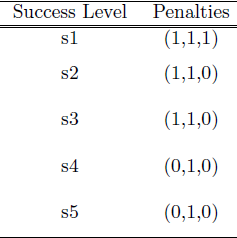 Success Level Penalties
s1 (1,1,1)
s2 (1,1,0)
s3 (1,1,0)
s4 (0,1,0)
s5 (0,1,0)